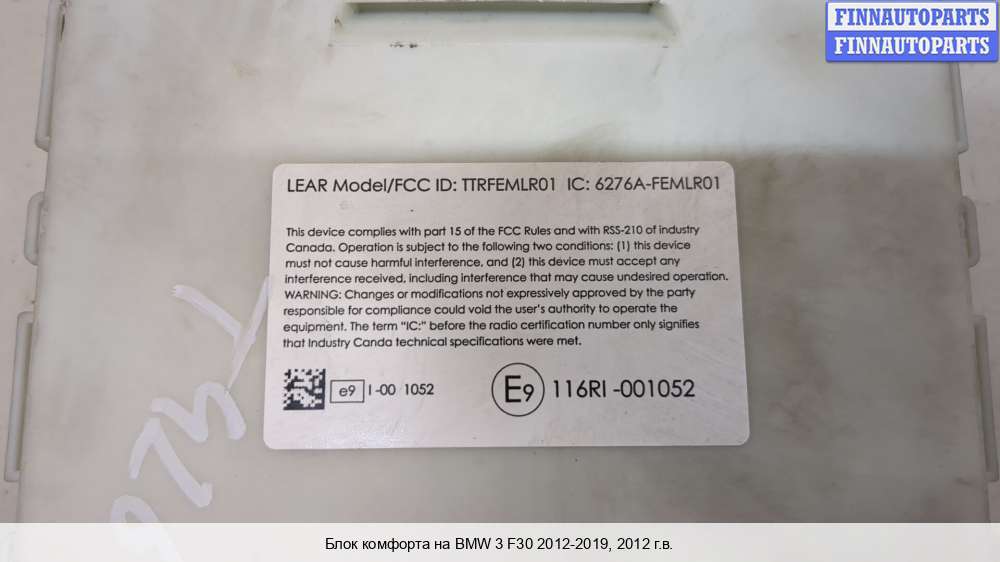 FINNAUTOPARTS
FINNAUTOPARTS
LEAR Model/FCC ID: TTRFEMLR01 IC: 6276A-FEMLR01
This device complies with part 15 of the FCC Rules and with RSS-210 of industry
Canada. Operation is subject to the following two conditions: (1) this device
must not cause harmful interference, and (2) this device must accept any
interference received, including interference that may cause undesired operation.
WARNING: Changes or modifications not expressively approved by the party
responsible for compliance could void the user's authority to operate the
equipment. The term "IC:" before the radio certification number only signifies
that Industry Canda technical specifications were met.
e9 I-00 1052 E9 116RI-001052
Блок комфорта на BMW 3 F30 2012-2019, 2012 г.в.